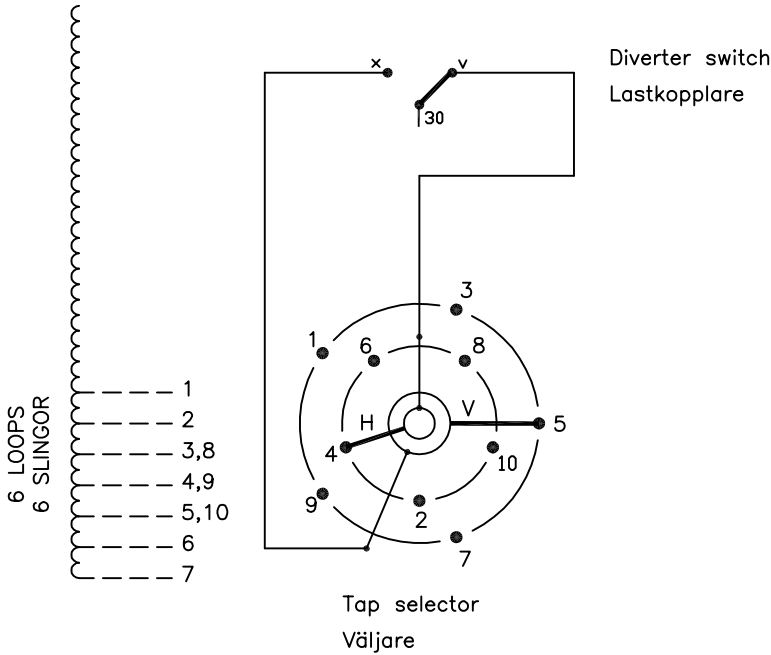 x
v
30
Diverter switch
Lastkopplare
3
1
6
8
H
V
5
4
10
9
2
7
1
2
3,8
4,9
5,10
6
7
6 LOOPS
6 SLINGOR
Tap selector
Väljare